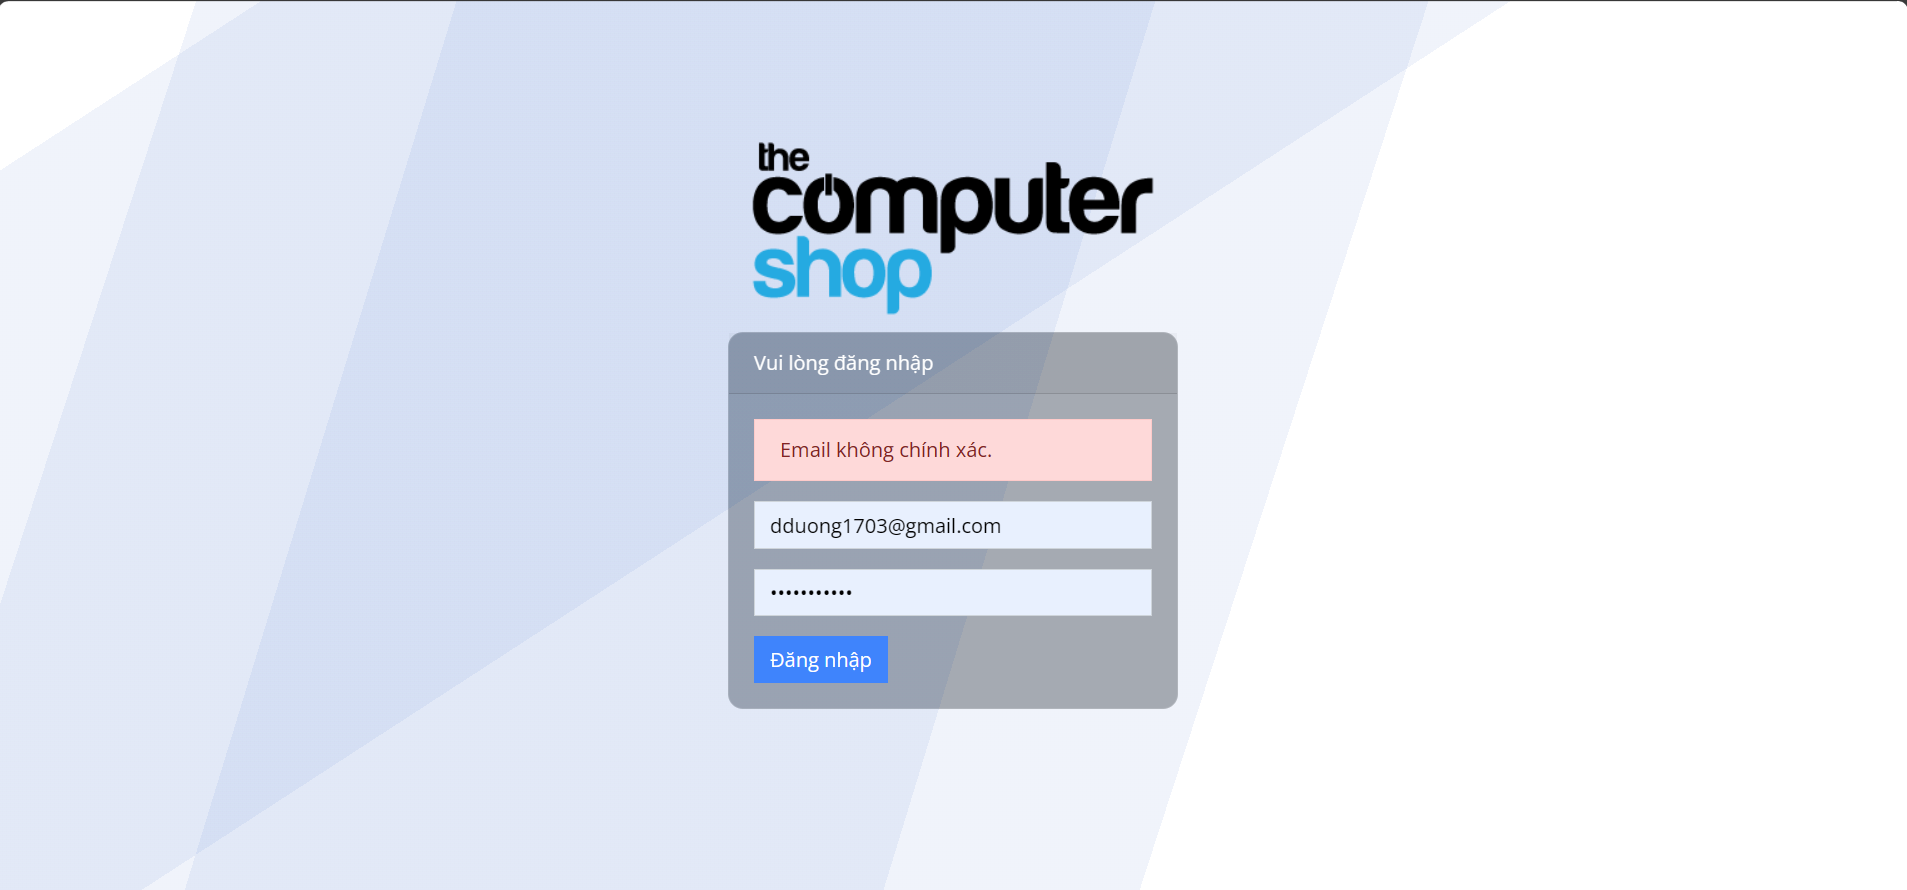 the
computer
shop
Vui lòng đăng nhập
Email không chính xác.
dduong1703@gmail.com
•••••••••••
Đăng nhập